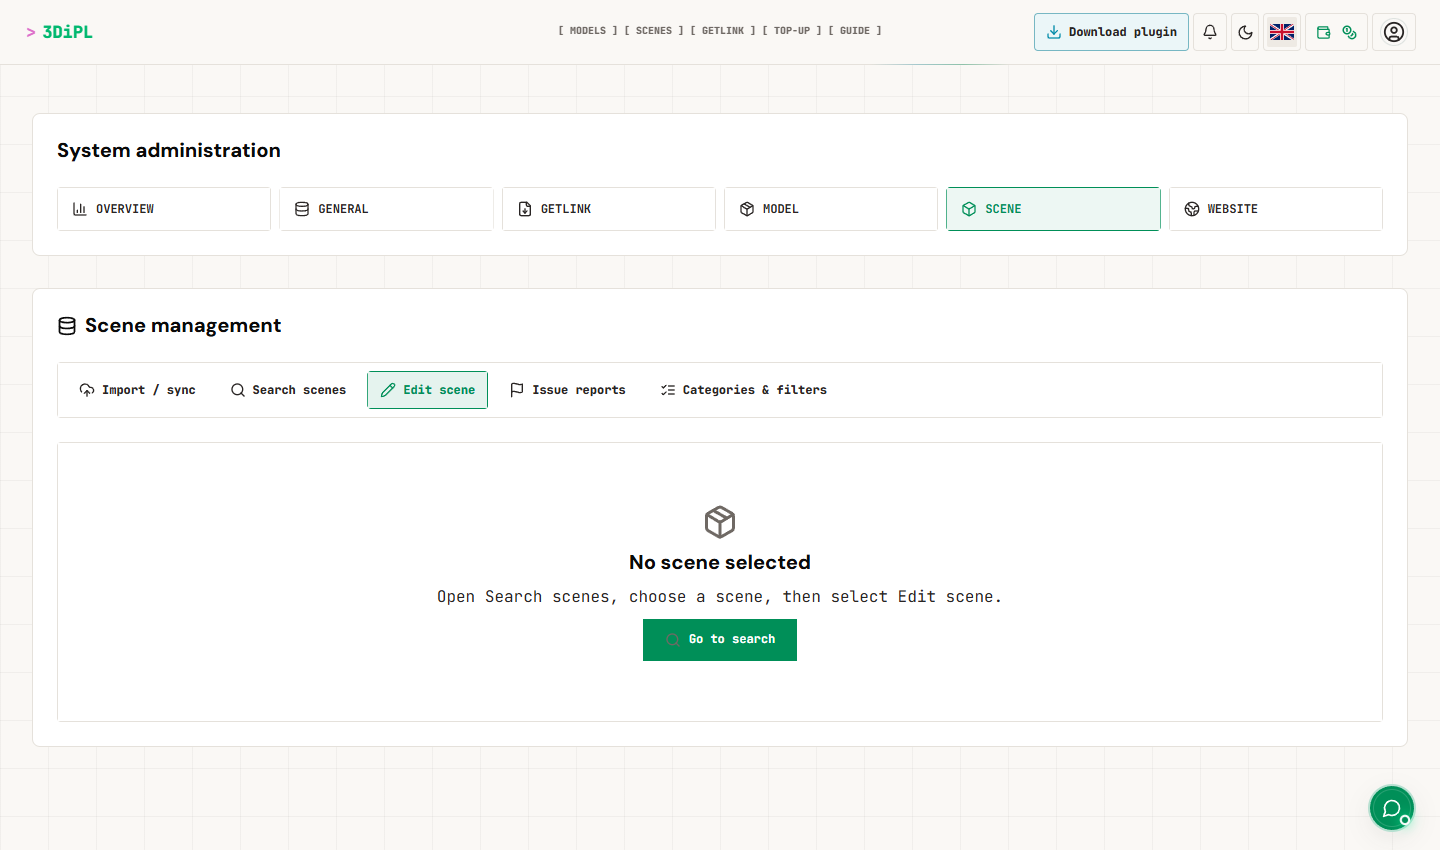 > 3DiPL
[ MODELS ] [ SCENES ] [ GETLINK ] [ TOP-UP ] [ GUIDE ]
Download plugin
System administration
OVERVIEW
GENERAL
GETLINK
MODEL
SCENE
WEBSITE
Scene management
Import / sync
Search scenes
Edit scene
Issue reports
Categories & filters
No scene selected
Open Search scenes, choose a scene, then select Edit scene.
Go to search